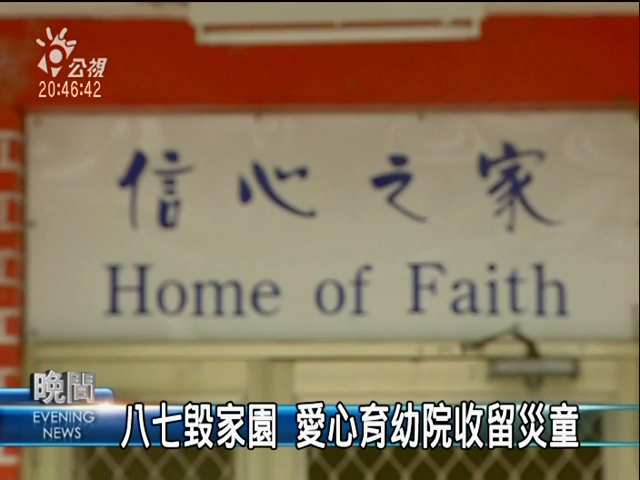 公視
20:46:42
信心之家
Home of Faith
晚間
EVENING
NEWS
八七毀家園 愛心育幼院收留災童